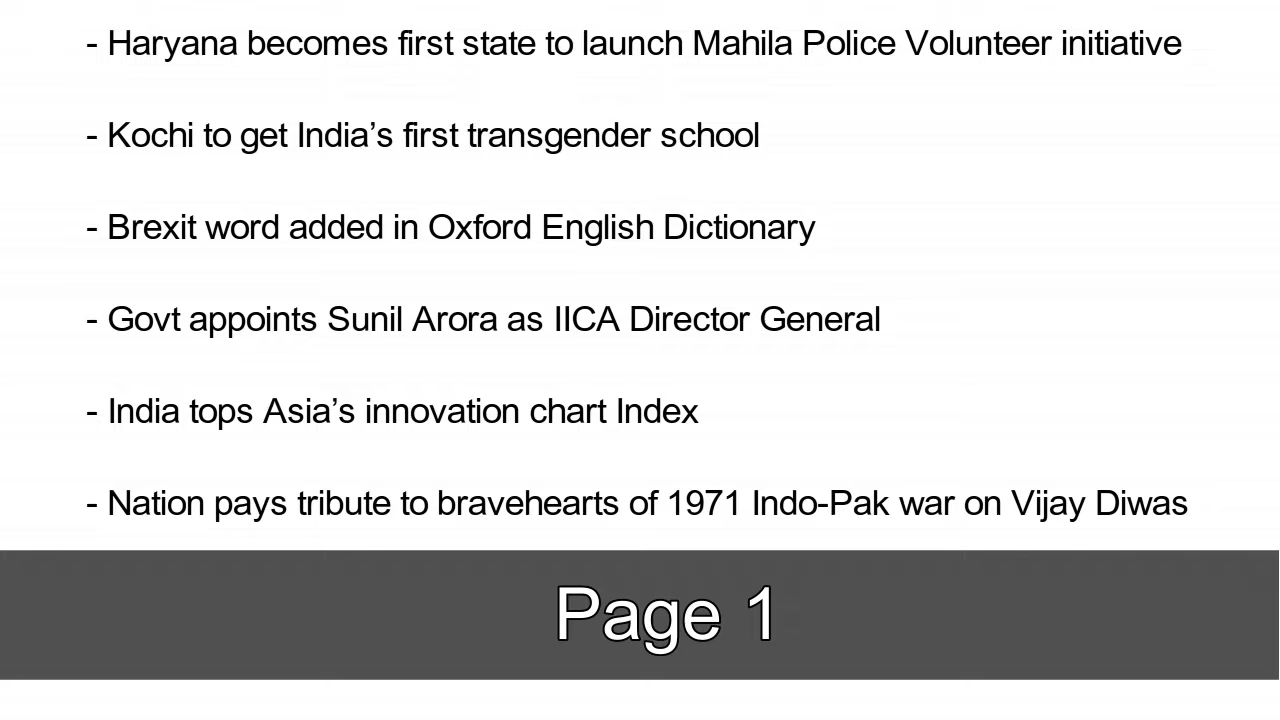 - Haryana becomes first state to launch Mahila Police Volunteer initiative
- Kochi to get India’s first transgender school
- Brexit word added in Oxford English Dictionary
- Govt appoints Sunil Arora as IICA Director General
- India tops Asia’s innovation chart Index
- Nation pays tribute to bravehearts of 1971 Indo-Pak war on Vijay Diwas
Page 1